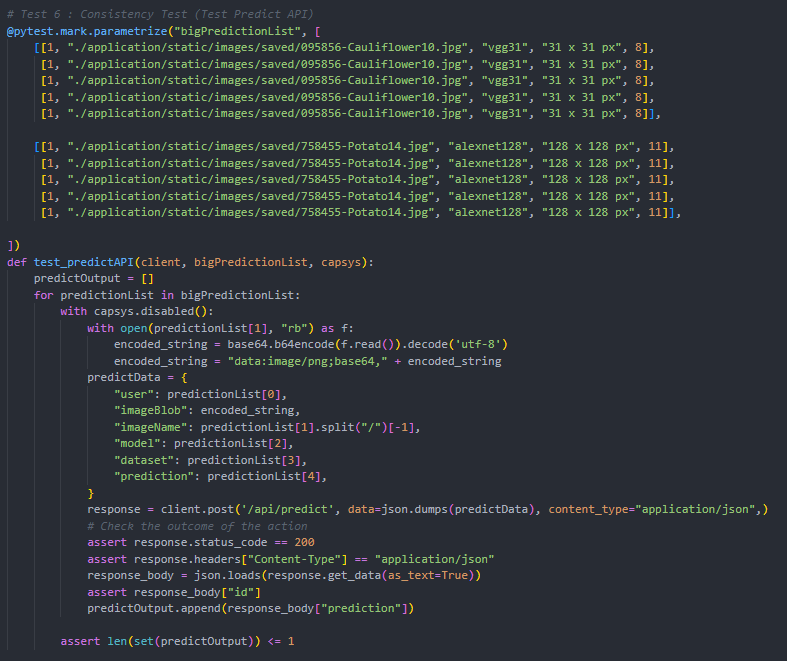 # Test 6 : Consistency Test (Test Predict API)
@pytest.mark.parametrize("bigPredictionList", [
    [[1, "./application/static/images/saved/095856-Cauliflower10.jpg", "vgg31", "31 x 31 px", 8],
     [1, "./application/static/images/saved/095856-Cauliflower10.jpg", "vgg31", "31 x 31 px", 8],
     [1, "./application/static/images/saved/095856-Cauliflower10.jpg", "vgg31", "31 x 31 px", 8],
     [1, "./application/static/images/saved/095856-Cauliflower10.jpg", "vgg31", "31 x 31 px", 8],
     [1, "./application/static/images/saved/095856-Cauliflower10.jpg", "vgg31", "31 x 31 px", 8]],

    [[1, "./application/static/images/saved/758455-Potato14.jpg", "alexnet128", "128 x 128 px", 11],
     [1, "./application/static/images/saved/758455-Potato14.jpg", "alexnet128", "128 x 128 px", 11],
     [1, "./application/static/images/saved/758455-Potato14.jpg", "alexnet128", "128 x 128 px", 11],
     [1, "./application/static/images/saved/758455-Potato14.jpg", "alexnet128", "128 x 128 px", 11],
     [1, "./application/static/images/saved/758455-Potato14.jpg", "alexnet128", "128 x 128 px", 11]],

])
def test_predictAPI(client, bigPredictionList, capsys):
    predictOutput = []
    for predictionList in bigPredictionList:
        with capsys.disabled():
            with open(predictionList[1], "rb") as f:
                encoded_string = base64.b64encode(f.read()).decode('utf-8')
                encoded_string = "data:image/png;base64," + encoded_string
            predictData = {
                "user": predictionList[0],
                "imageBlob": encoded_string,
                "imageName": predictionList[1].split("/")[-1],
                "model": predictionList[2],
                "dataset": predictionList[3],
                "prediction": predictionList[4],
            }
            response = client.post('/api/predict', data=json.dumps(predictData), content_type="application/json",)
            # Check the outcome of the action
            assert response.status_code == 200
            assert response.headers["Content-Type"] == "application/json"
            response_body = json.loads(response.get_data(as_text=True))
            assert response_body["id"]
            predictOutput.append(response_body["prediction"])

        assert len(set(predictOutput)) <= 1